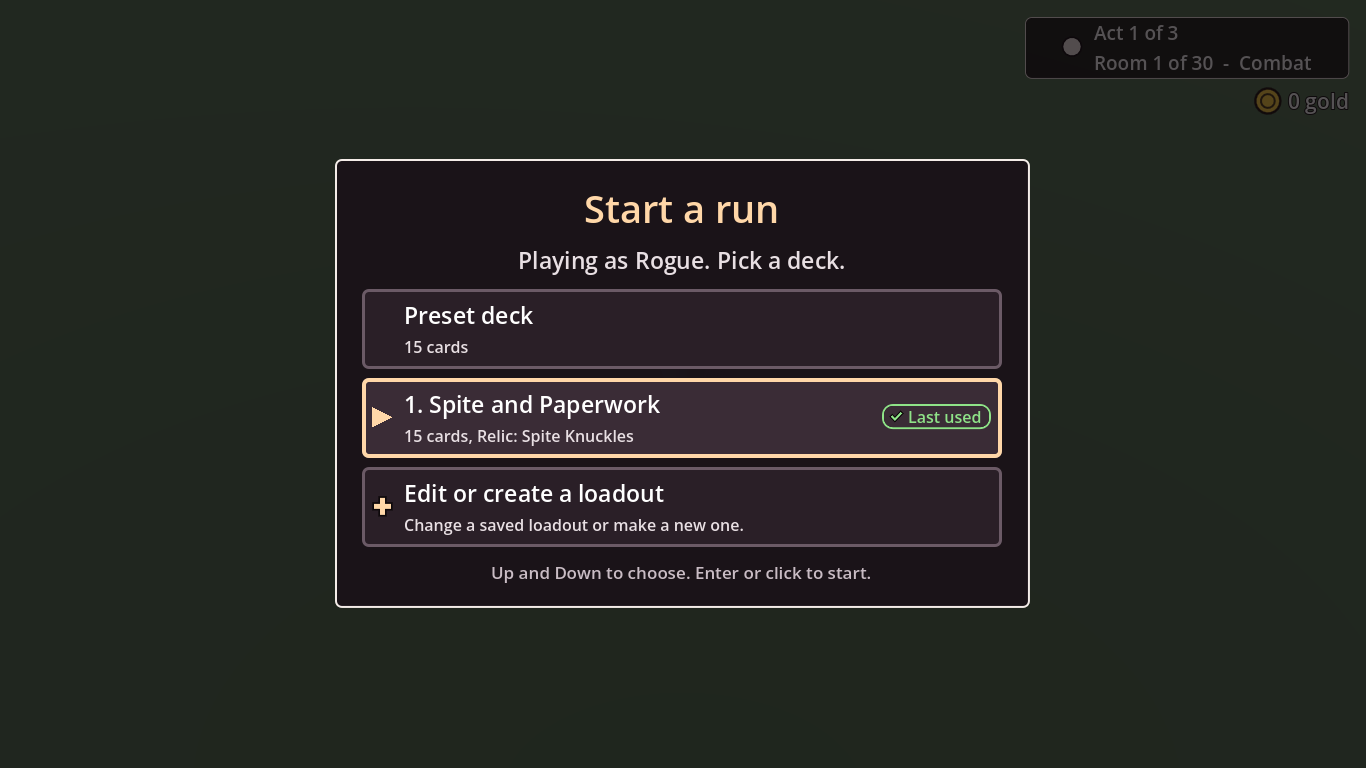 Act 1 of 3
Room 1 of 30 - Combat
0 gold
Start a run
Playing as Rogue. Pick a deck.
Preset deck
15 cards
1. Spite and Paperwork
15 cards, Relic: Spite Knuckles
Last used
Edit or create a loadout
Change a saved loadout or make a new one.
Up and Down to choose. Enter or click to start.